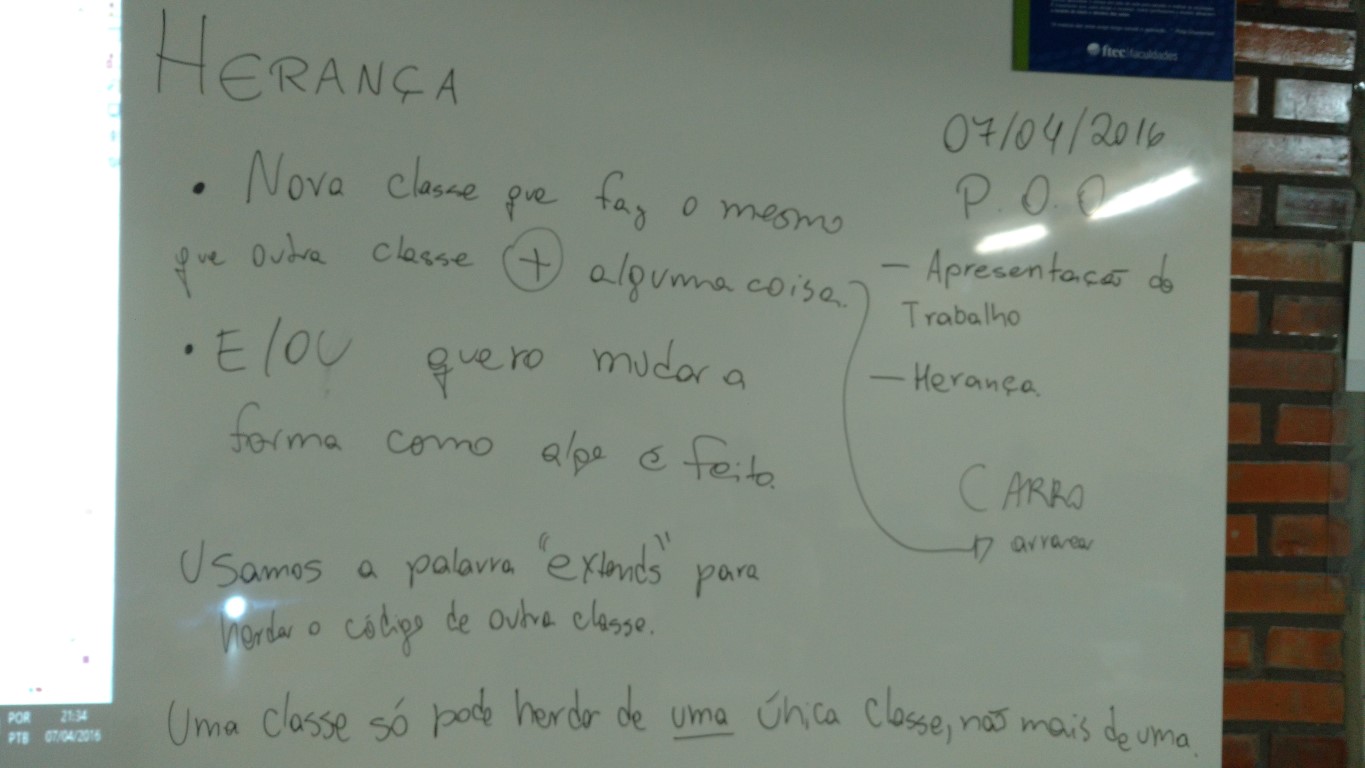 HERANÇA
• Nova classe que faz o mesmo
que outra classe + alguma coisa.
• E/OU quero mudar a
forma como algo é feito.
Usamos a palavra "extends" para
herdar o código de outra classe.
Uma classe só pode herdar de uma única classe, não mais de uma.
ftec faculdades
07/04/2016
P.O.O
— Apresentação do
Trabalho
— Herança.
CARRO
arrancar
POR 21:34
PTB 07/04/2016